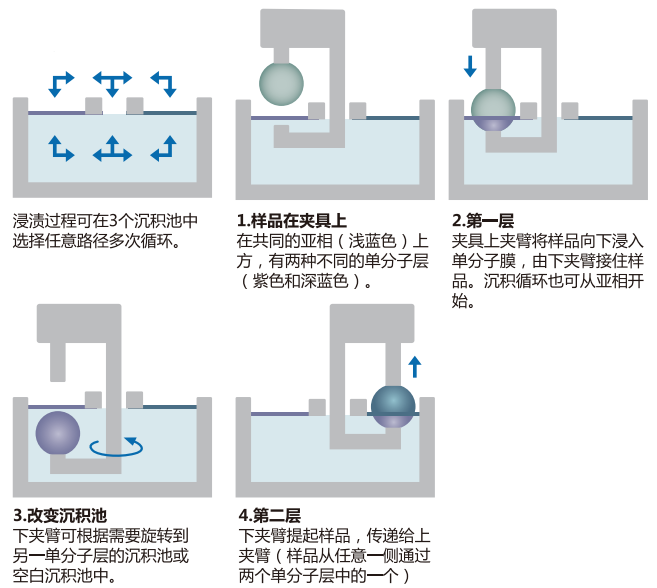 浸渍过程可在3个沉积池中
选择任意路径多次循环。
1.样品在夹具上
在共同的亚相（浅蓝色）上
方，有两种不同的单分子层
（紫色和深蓝色）。
2.第一层
夹具上夹臂将样品向下浸入
单分子膜，由下夹臂接住样
品。沉积循环也可从亚相开
始。
3.改变沉积池
下夹臂可根据需要旋转到
另一单分子层的沉积池或
空白沉积池中。
4.第二层
下夹臂提起样品，传递给上
夹臂（样品从任意一侧通过
两个单分子层中的一个）